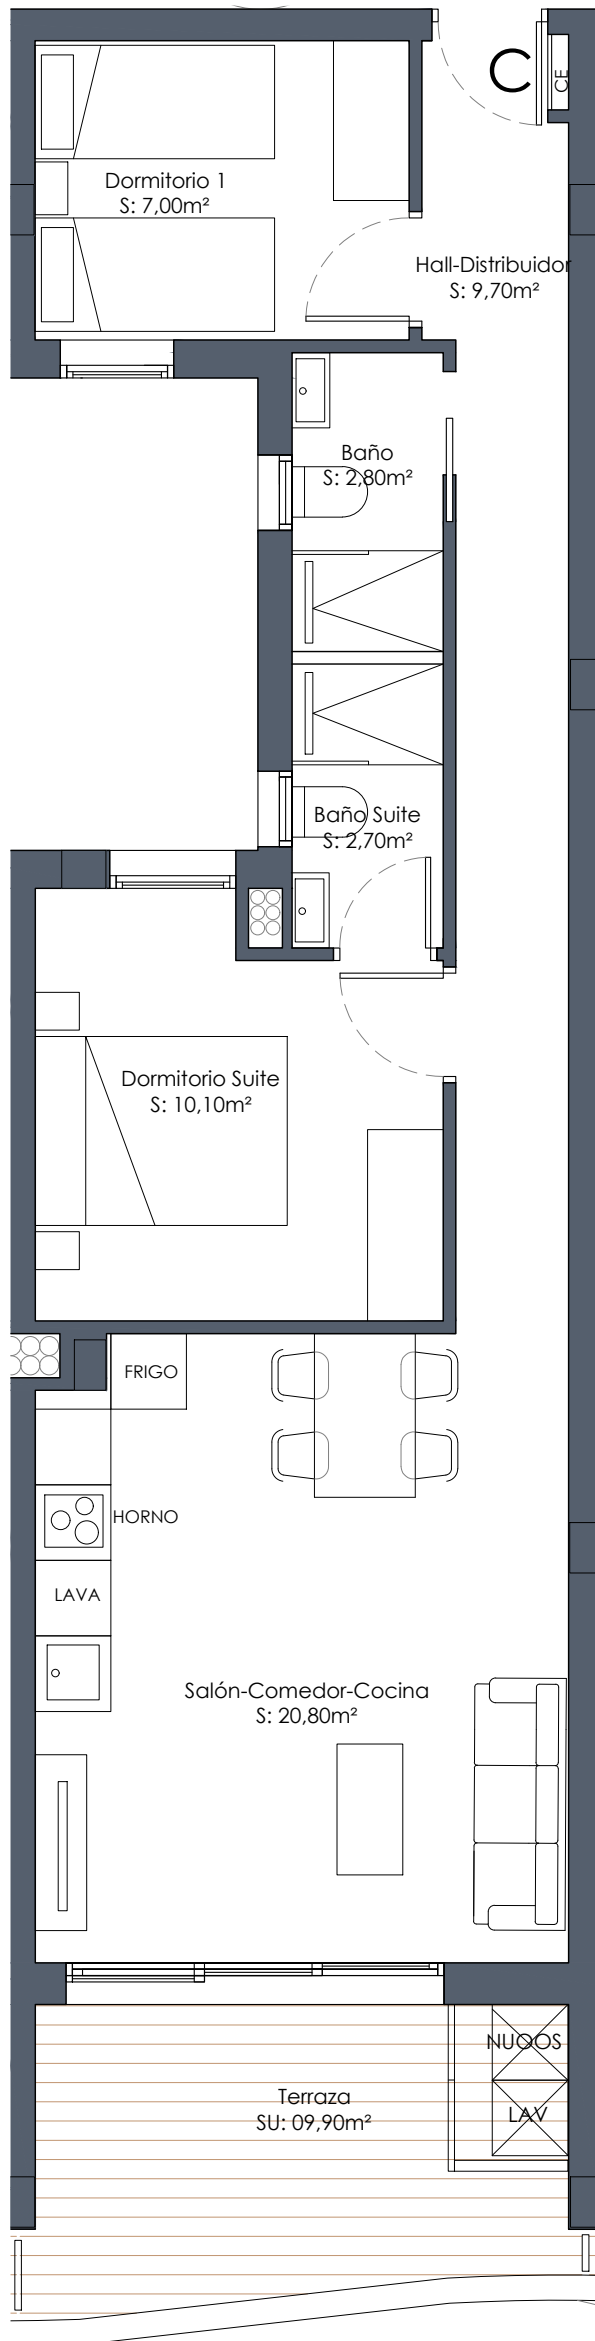 C
CE
Dormitorio 1
S: 7,00m²
Hall-Distribuidor
S: 9,70m²
Baño
S: 2,80m²
Baño Suite
S: 2,70m²
Dormitorio Suite
S: 10,10m²
FRIGO
HORNO
LAVA
Salón-Comedor-Cocina
S: 20,80m²
NUOOS
Terraza
SU: 09,90m²
LAV